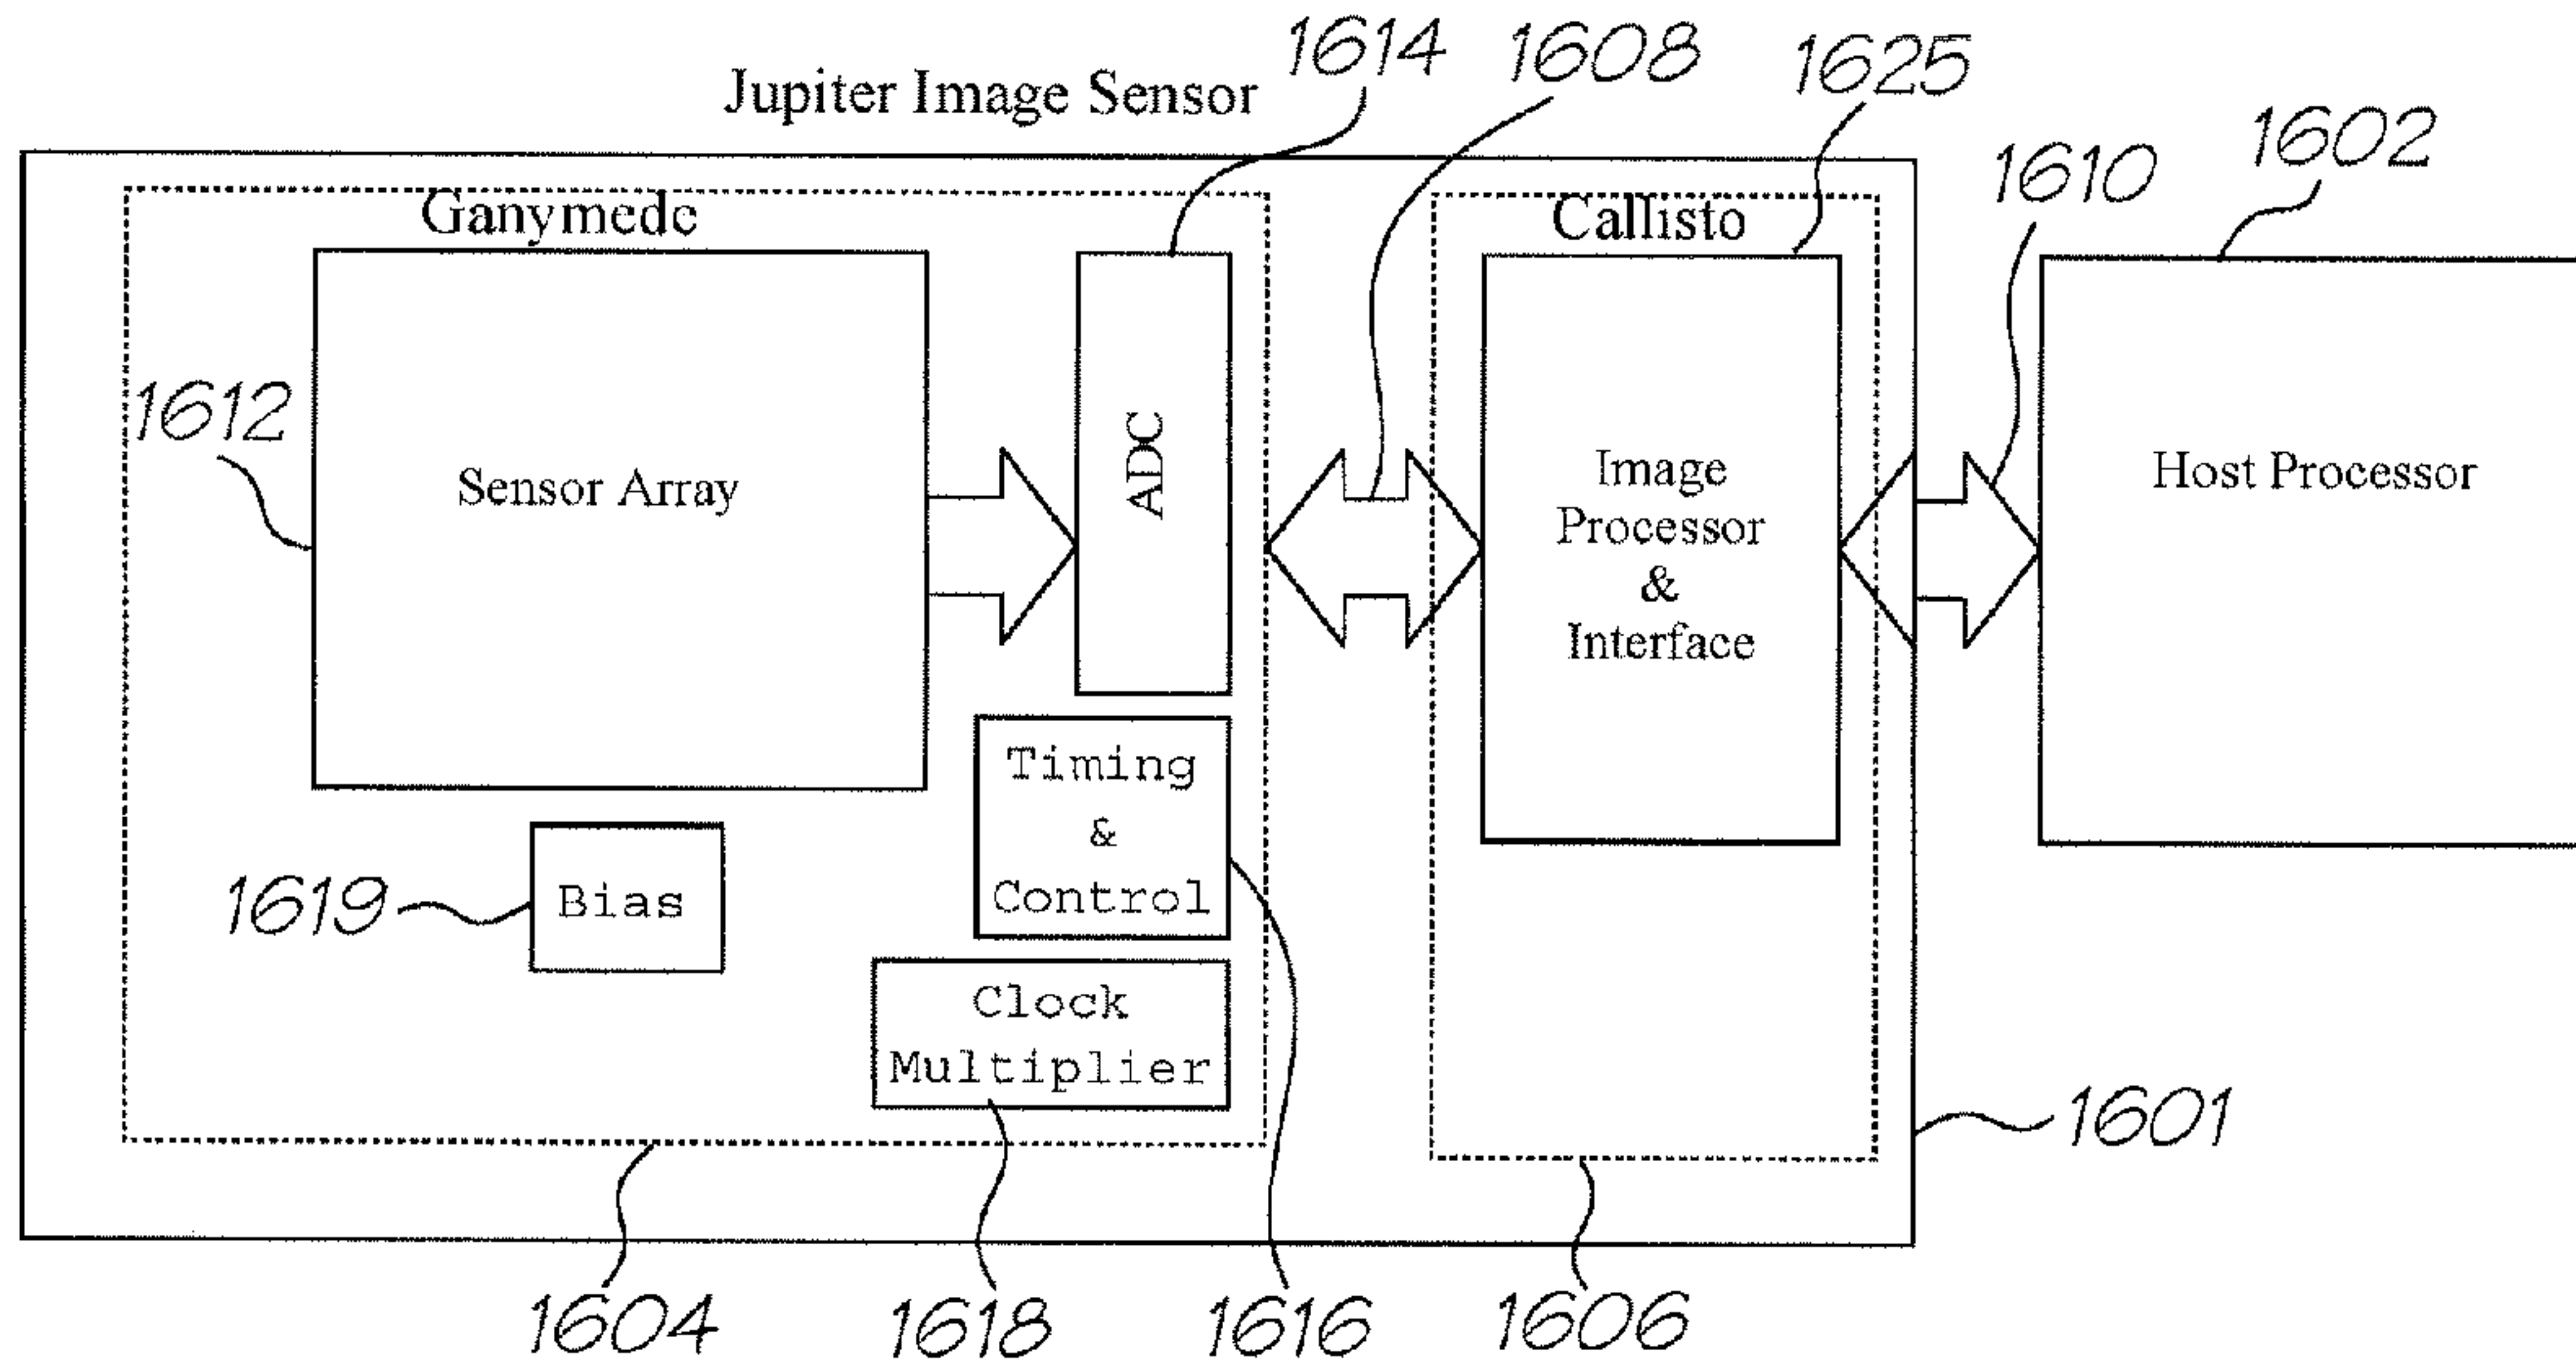 Jupiter Image Sensor
1614
1608
1625
1610
1602
Ganymede
Callisto
1612
Sensor Array
ADC
Image
Processor
&
Interface
Host Processor
Timing
&
Control
1619
Bias
Clock
Multiplier
1601
1604
1618
1616
1606